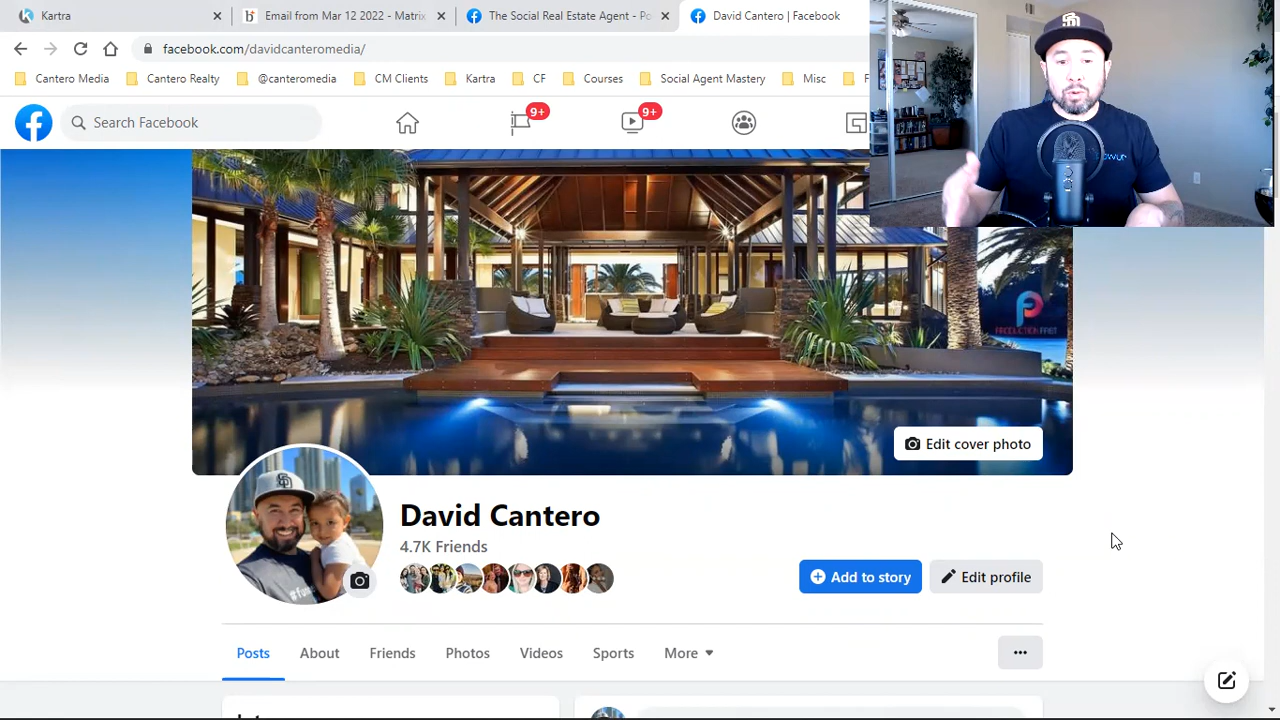 Kartra
Email from Mar 12 2022 - Matrix
The Social Real Estate Agent - Po
David Cantero | Facebook
facebook.com/davidcanteromedia/
Cantero Media
Cantero Realty
@canteromedia
CM Clients
Kartra
CF
Courses
Social Agent Mastery
Misc
F
Search Facebook
9+
9+
PRODUCTION FIRST
Edit cover photo
David Cantero
4.7K Friends
Add to story
Edit profile
Posts
About
Friends
Photos
Videos
Sports
More